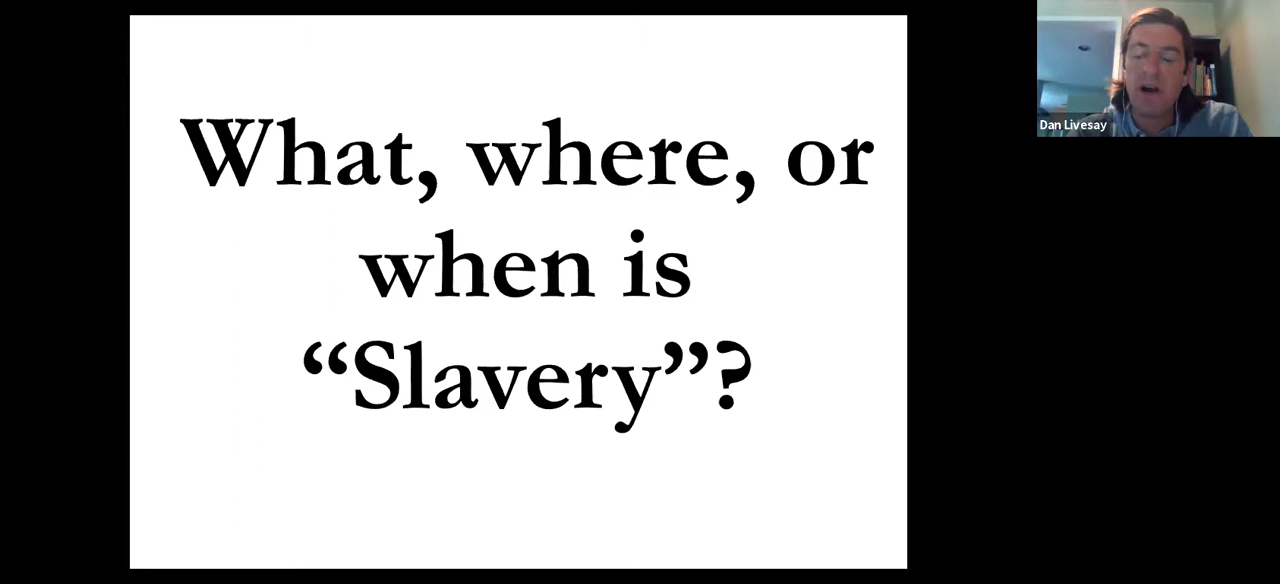 What, where, or
when is
“Slavery”?
Dan Livesay